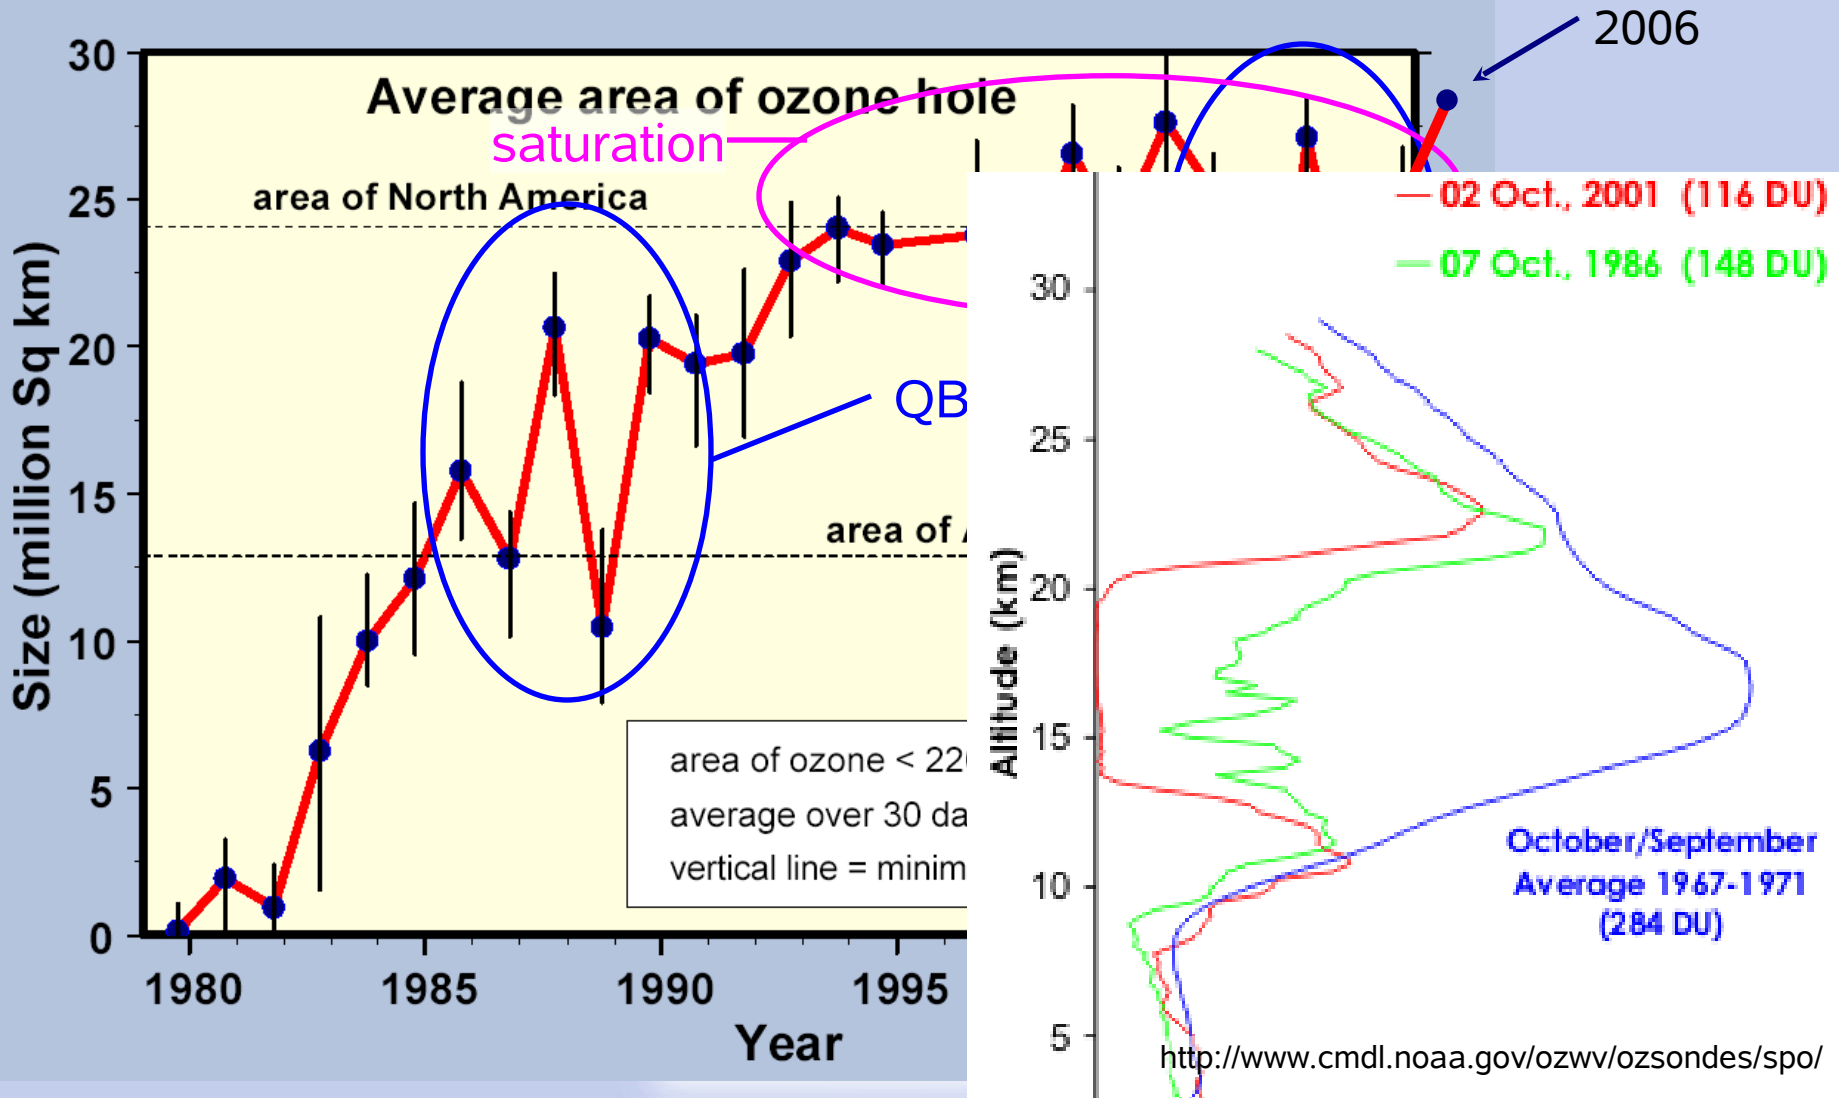 2006
30
Average area of ozone hole
saturation
area of North America
25
20
15
10
5
0
Size (million Sq km)
QB
area of
area of ozone < 22
average over 30 da
vertical line = minim
1980 1985 1990 1995
Year
02 Oct., 2001 (116 DU)
07 Oct., 1986 (148 DU)
30
25
20
15
10
5
Altitude (km)
October/September
Average 1967-1971
(284 DU)
http://www.cmdl.noaa.gov/ozwv/ozsondes/spo/